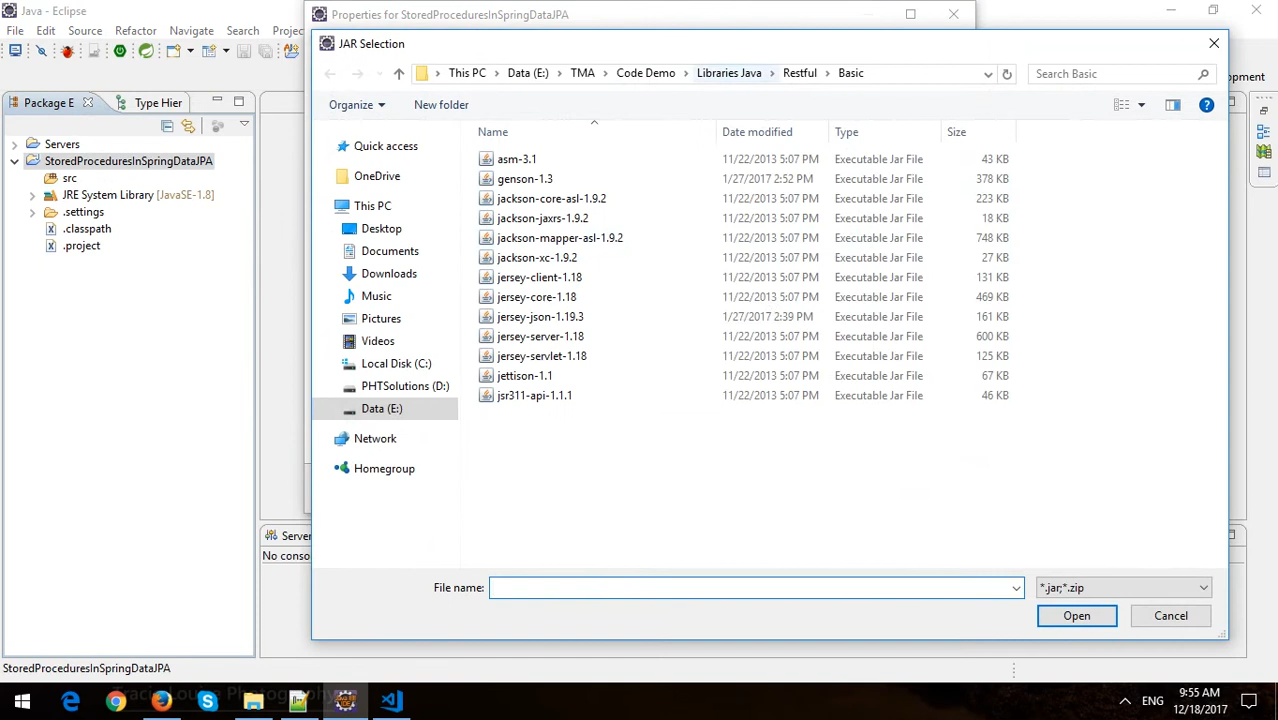 Java - Eclipse
Properties for StoredProceduresInSpringDataJPA
File Edit Source Refactor Navigate Search Projec
JAR Selection
This PC Data (E:) TMA Code Demo Libraries Java Restful Basic
Search Basic
opment
Organize New folder
Package E Type Hier
Servers
StoredProceduresInSpringDataJPA
src
JRE System Library [JavaSE-1.8]
.settings
.classpath
.project
Quick access
OneDrive
This PC
Desktop
Documents
Downloads
Music
Pictures
Videos
Local Disk (C:)
PHTSolutions (D:)
Data (E:)
Network
Homegroup
Name Date modified Type Size
asm-3.1 11/22/2013 5:07 PM Executable Jar File 43 KB
genson-1.3 1/27/2017 2:52 PM Executable Jar File 378 KB
jackson-core-asl-1.9.2 11/22/2013 5:07 PM Executable Jar File 223 KB
jackson-jaxrs-1.9.2 11/22/2013 5:07 PM Executable Jar File 18 KB
jackson-mapper-asl-1.9.2 11/22/2013 5:07 PM Executable Jar File 748 KB
jackson-xc-1.9.2 11/22/2013 5:07 PM Executable Jar File 27 KB
jersey-client-1.18 11/22/2013 5:07 PM Executable Jar File 131 KB
jersey-core-1.18 11/22/2013 5:07 PM Executable Jar File 469 KB
jersey-json-1.19.3 1/27/2017 2:39 PM Executable Jar File 161 KB
jersey-server-1.18 11/22/2013 5:07 PM Executable Jar File 600 KB
jersey-servlet-1.18 11/22/2013 5:07 PM Executable Jar File 125 KB
jettison-1.1 11/22/2013 5:07 PM Executable Jar File 67 KB
jsr311-api-1.1.1 11/22/2013 5:07 PM Executable Jar File 46 KB
Server
No conso
File name: *.jar;*.zip
Open Cancel
StoredProceduresInSpringDataJPA
ENG
9:55 AM
12/18/2017